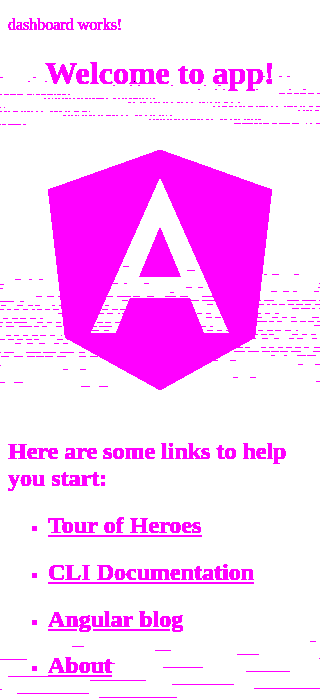 dashboard works!
Welcome to app!
Here are some links to help
you start:
Tour of Heroes
CLI Documentation
Angular blog
About